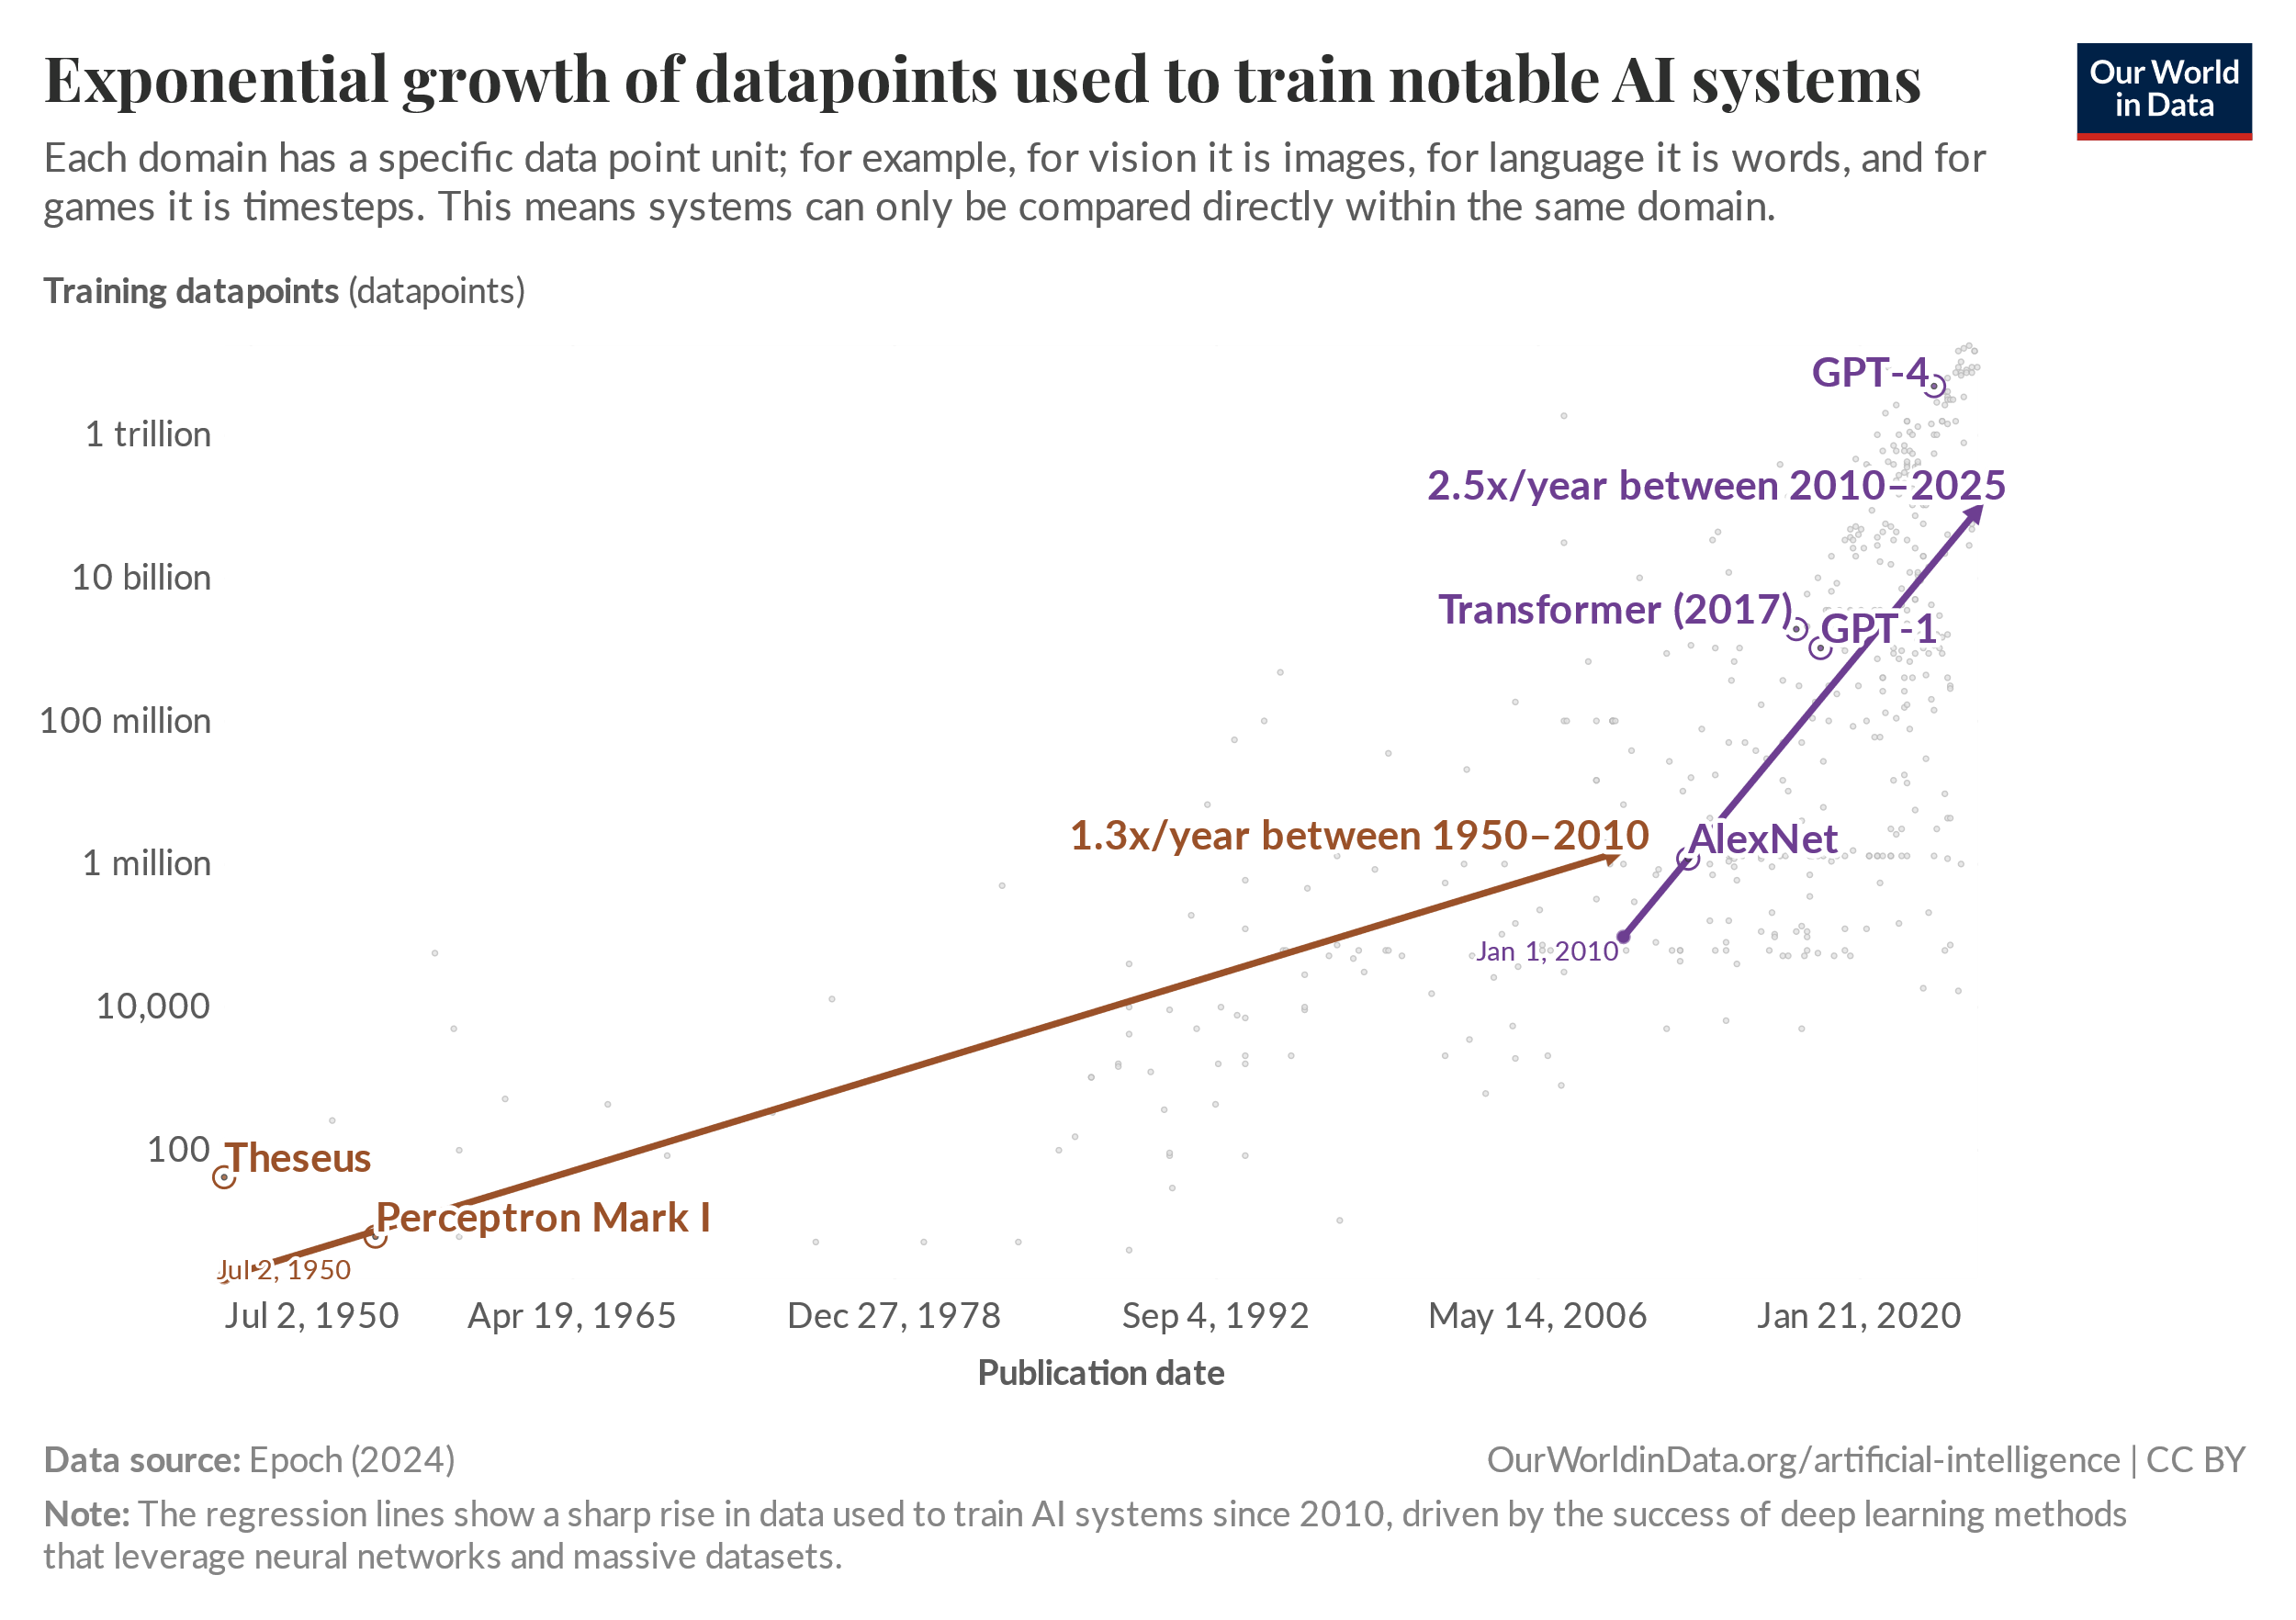 Exponential growth of datapoints used to train notable AI systems
Our World
in Data
Each domain has a specific data point unit; for example, for vision it is images, for language it is words, and for
games it is timesteps. This means systems can only be compared directly within the same domain.
Training datapoints (datapoints)
GPT-4
1 trillion
2.5x/year between 2010–2025
10 billion
Transformer (2017)
GPT-1
100 million
1.3x/year between 1950–2010
AlexNet
1 million
Jan 1, 2010
10,000
100
Theseus
Perceptron Mark I
Jul 2, 1950
Jul 2, 1950
Apr 19, 1965
Dec 27, 1978
Sep 4, 1992
May 14, 2006
Jan 21, 2020
Publication date
Data source: Epoch (2024)
OurWorldinData.org/artificial-intelligence | CC BY
Note: The regression lines show a sharp rise in data used to train AI systems since 2010, driven by the success of deep learning methods
that leverage neural networks and massive datasets.